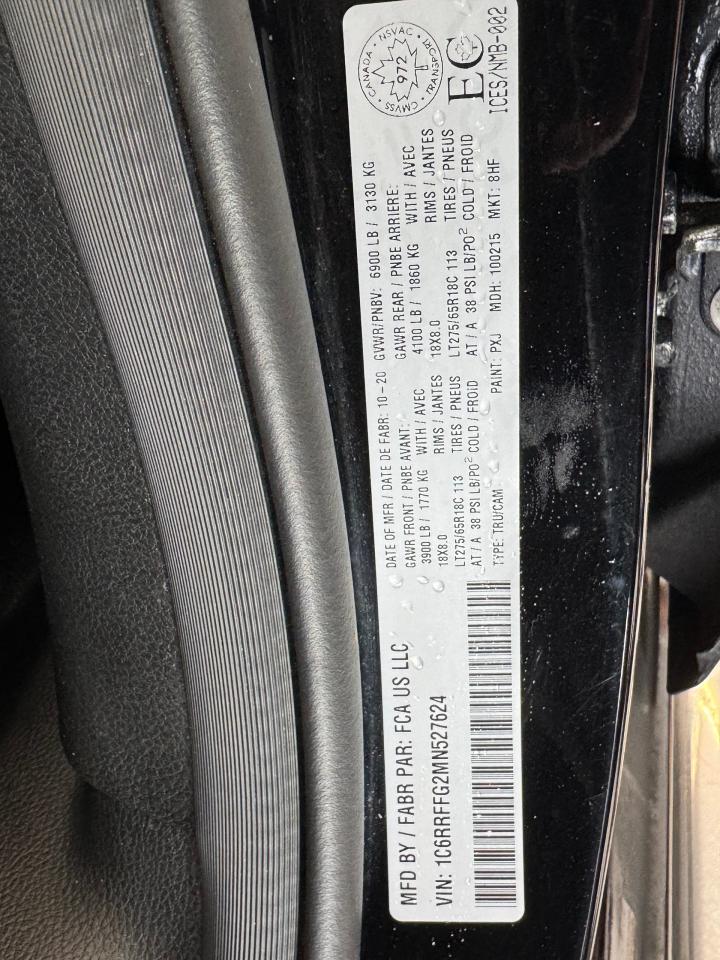 MFD BY / FABR PAR: FCA US LLC
DATE OF MFR / DATE DE FABR: 10-20 GVWR/PNBV: 6900 LB / 3130 KG
GAWR FRONT / PNBE AVANT: GAWR REAR / PNBE ARRIERE:
3900 LB / 1770 KG WITH / AVEC 4100 LB / 1860 KG WITH / AVEC
18X8.0 RIMS / JANTES 18X8.0 RIMS / JANTES
LT275/65R18C 113 TIRES / PNEUS LT275/65R18C 113 TIRES / PNEUS
AT / A 38 PSI LB/PO² COLD / FROID AT / A 38 PSI LB/PO² COLD / FROID
VIN: 1C6RRFFG2MN527624
TYPE: TRU/CAM PAINT: PXJ MDH: 100215 MKT: 8HF
CANADA · NSVAC · TRANSPORT · CMVSS
972
EC
ICES/NMB-002